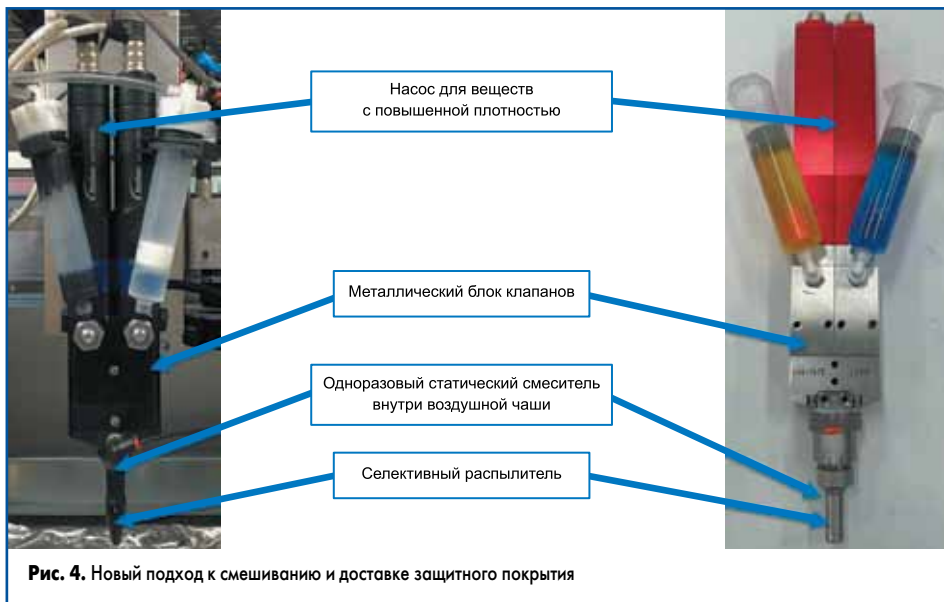 Насос для веществ
с повышенной плотностью
Металлический блок клапанов
Одноразовый статический смеситель
внутри воздушной чаши
Селективный распылитель
Рис. 4. Новый подход к смешиванию и доставке защитного покрытия